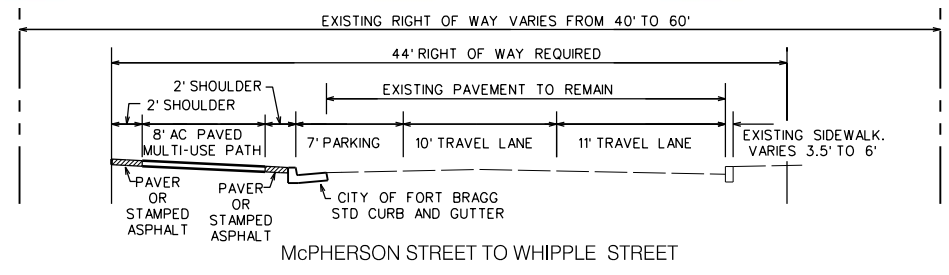 EXISTING RIGHT OF WAY VARIES FROM 40' TO 60'
44' RIGHT OF WAY REQUIRED
2' SHOULDER
2' SHOULDER
EXISTING PAVEMENT TO REMAIN
8' AC PAVED
MULTI-USE PATH
7' PARKING
10' TRAVEL LANE
11' TRAVEL LANE
EXISTING SIDEWALK.
VARIES 3.5' TO 6'
PAVER
OR
STAMPED
ASPHALT
PAVER
OR
STAMPED
ASPHALT
CITY OF FORT BRAGG
STD CURB AND GUTTER
McPHERSON STREET TO WHIPPLE STREET